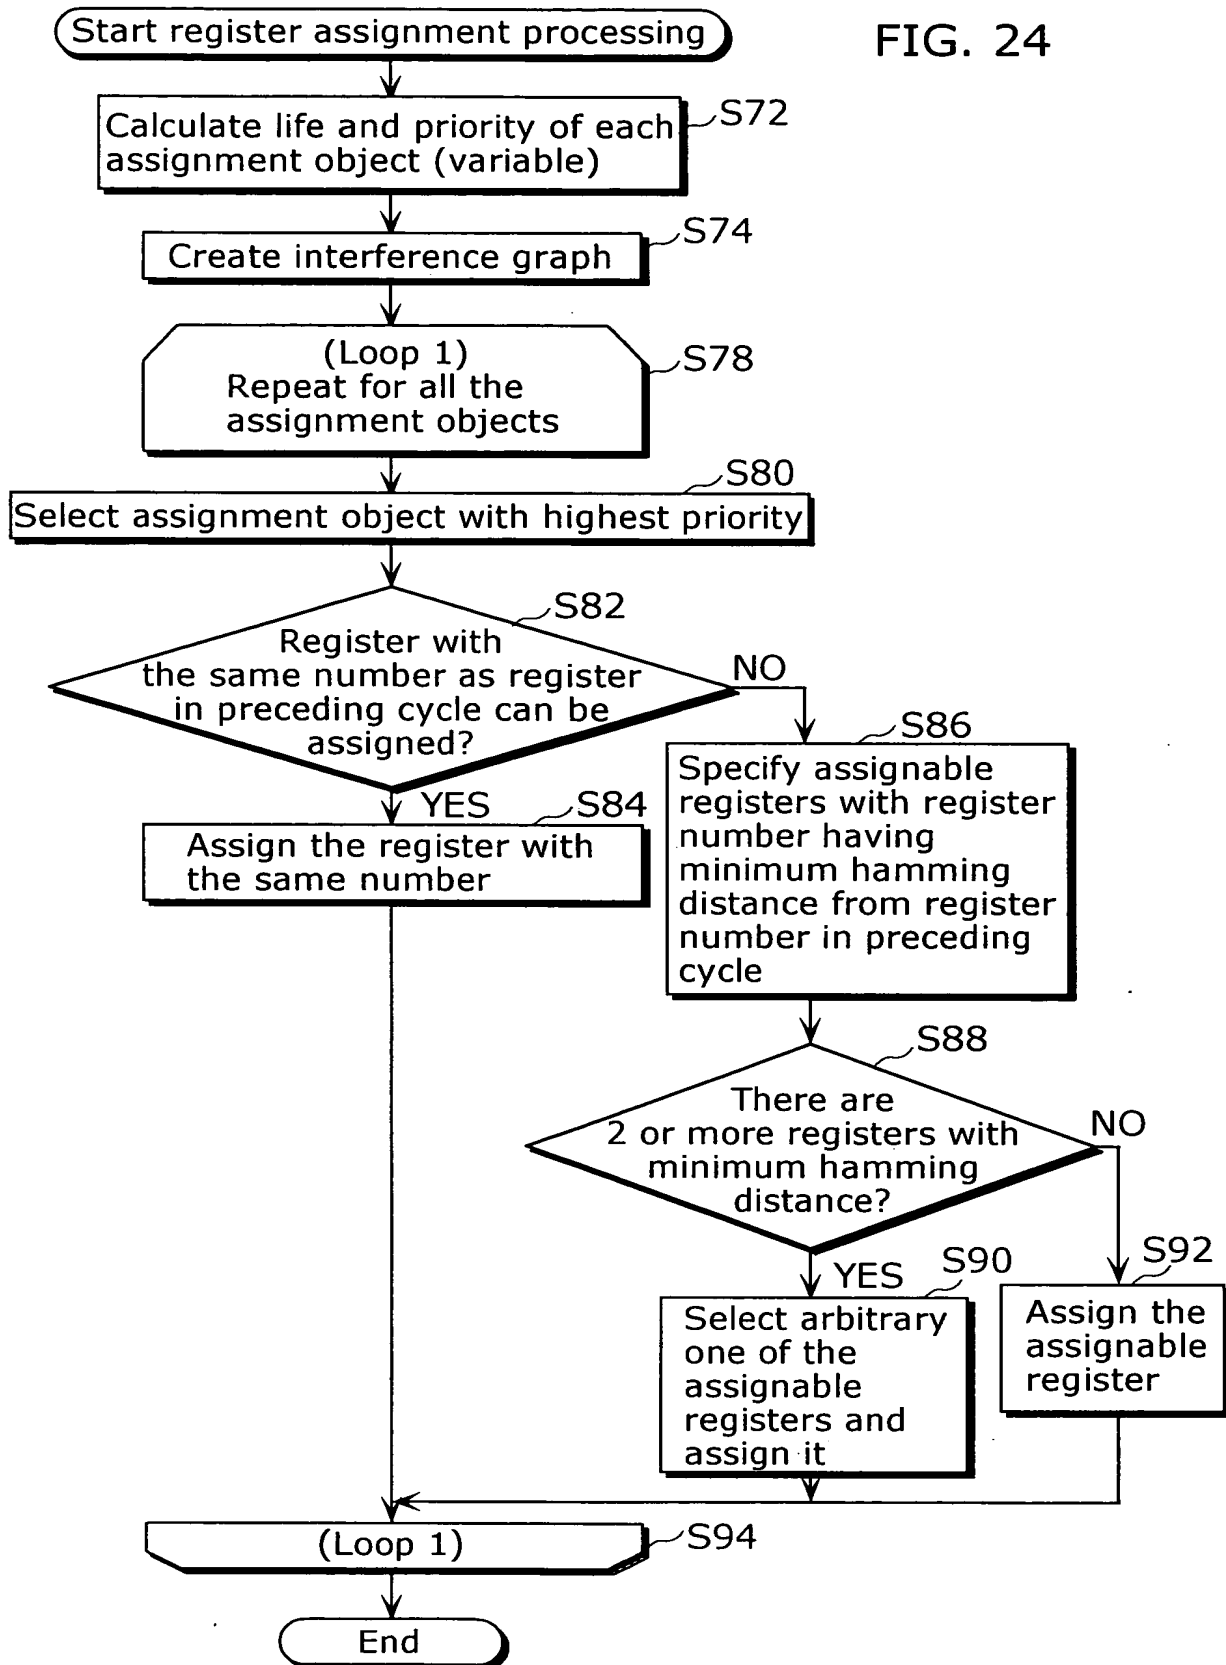 Start register assignment processing
FIG. 24
S72
Calculate life and priority of each
assignment object (variable)
S74
Create interference graph
S78
(Loop 1)
Repeat for all the
assignment objects
S80
Select assignment object with highest priority
S82
Register with
the same number as register
in preceding cycle can be
assigned?
NO
YES
S84
Assign the register with
the same number
S86
Specify assignable
registers with register
number having
minimum hamming
distance from register
number in preceding
cycle
S88
There are
2 or more registers with
minimum hamming
distance?
NO
YES
S90
Select arbitrary
one of the
assignable
registers and
assign it
S92
Assign the
assignable
register
(Loop 1)
S94
End